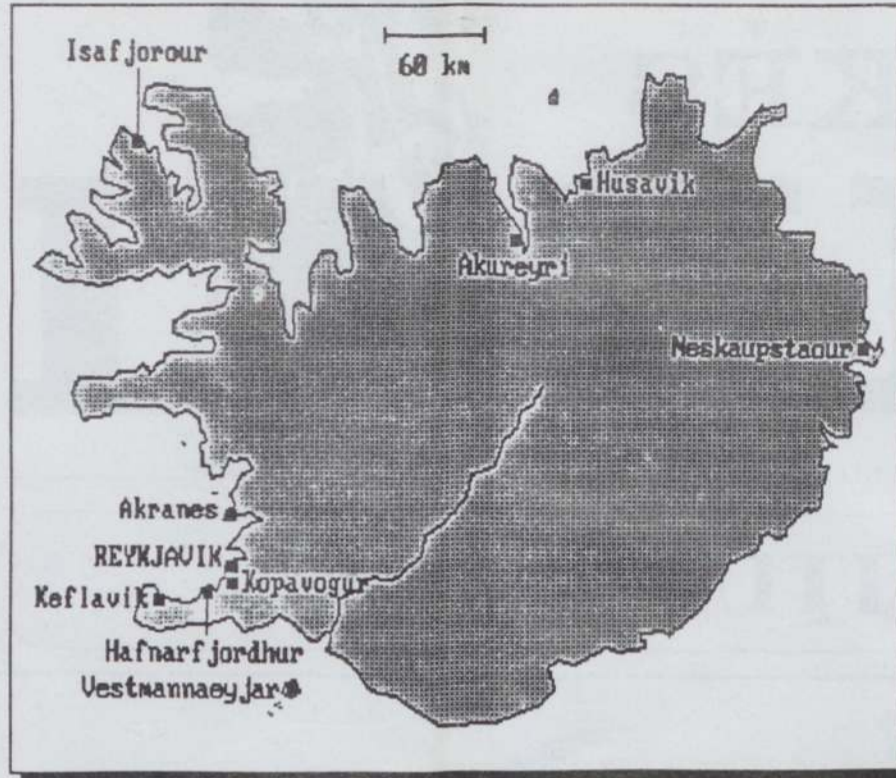 Isafjorour
60 km
Husavik
Akureyri
Neskaupstaour
Akranes
REYKJAVIK
Kopavogur
Keflavik
Hafnarfjordhur
Vestmannaeyjar